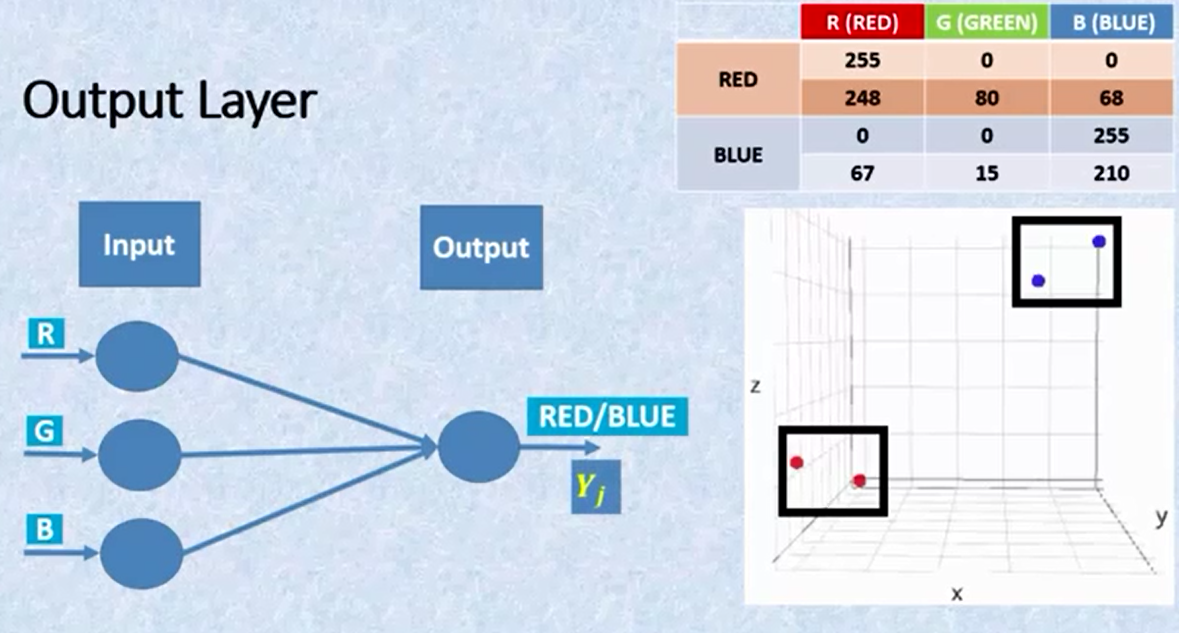 R (RED) G (GREEN) B (BLUE)
RED
255 0 0
248 80 68
BLUE
0 0 255
67 15 210
Output Layer
Input
Output
R
G
B
RED/BLUE
Yj
z
y
x